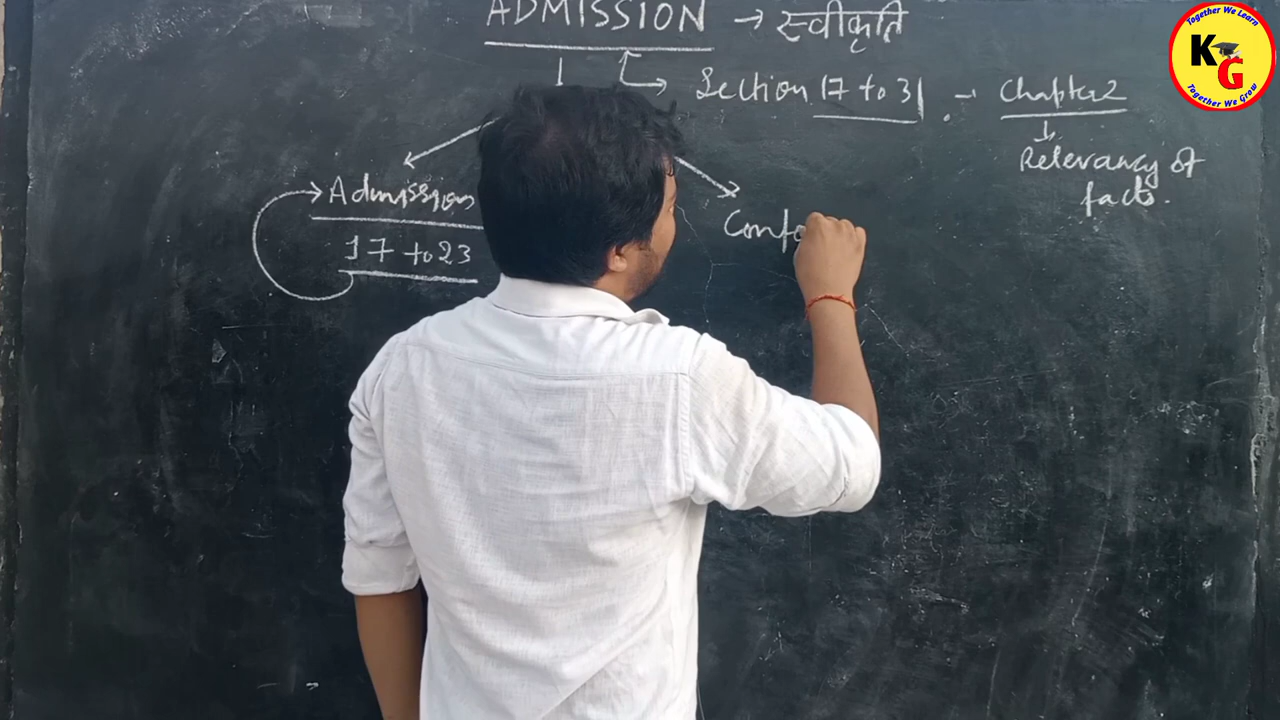 ADMISSION → स्वीकृति
Section 17 to 31 . - Chapter 2
Relevancy of
facts.
Admission
17 to 23
Conf
Together We Learn
KG
Together We Grow